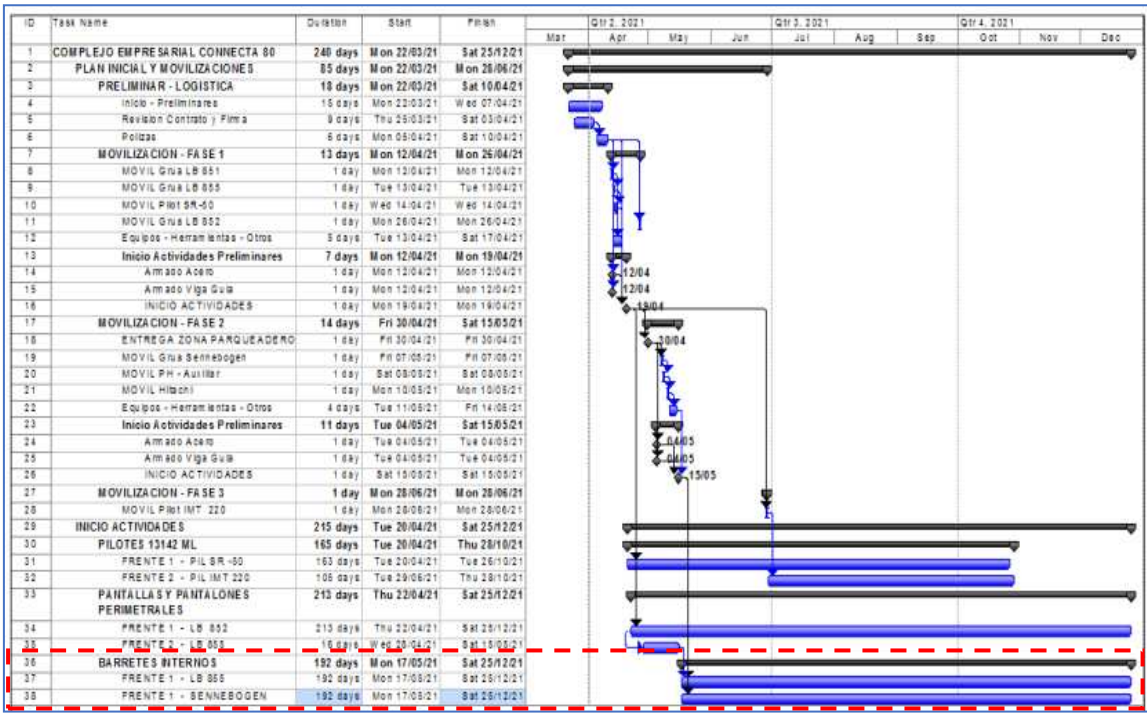 ID Task Name Duration Start Finish Qtr 2, 2021 Qtr 3, 2021 Qtr 4, 2021
Mar Apr May Jun Jul Aug Sep Oct Nov Dec
1 COMPLEJO EMPRESARIAL CONNECTA 80 240 days Mon 22/03/21 Sat 25/12/21
2 PLAN INICIAL Y MOVILIZACIONES 85 days Mon 22/03/21 Mon 28/06/21
3 PRELIMINAR - LOGISTICA 18 days Mon 22/03/21 Sat 10/04/21
4 Inicio - Preliminares 15 days Mon 22/03/21 Wed 07/04/21
5 Revision Contrato y Firma 9 days Thu 25/03/21 Sat 03/04/21
6 Polizas 6 days Mon 05/04/21 Sat 10/04/21
7 MOVILIZACION - FASE 1 13 days Mon 12/04/21 Mon 26/04/21
8 MOVIL Grua LB 851 1 day Mon 12/04/21 Mon 12/04/21
9 MOVIL Grua LB 855 1 day Tue 13/04/21 Tue 13/04/21
10 MOVIL Pilot SR-60 1 day Wed 14/04/21 Wed 14/04/21
11 MOVIL Grua LB 852 1 day Mon 26/04/21 Mon 26/04/21
12 Equipos - Herramientas - Otros 5 days Tue 13/04/21 Sat 17/04/21
13 Inicio Actividades Preliminares 7 days Mon 12/04/21 Mon 19/04/21
14 Armado Acero 1 day Mon 12/04/21 Mon 12/04/21 12/04
15 Armado Viga Guia 1 day Mon 12/04/21 Mon 12/04/21 12/04
16 INICIO ACTIVIDADES 1 day Mon 19/04/21 Mon 19/04/21 19/04
17 MOVILIZACION - FASE 2 14 days Fri 30/04/21 Sat 15/05/21
18 ENTREGA ZONA PARQUEADERO 1 day Fri 30/04/21 Fri 30/04/21 30/04
19 MOVIL Grua Sennebogen 1 day Fri 07/05/21 Fri 07/05/21
20 MOVIL PH - Auxiliar 1 day Sat 08/05/21 Sat 08/05/21
21 MOVIL Hitachi 1 day Mon 10/05/21 Mon 10/05/21
22 Equipos - Herramientas - Otros 4 days Tue 11/05/21 Fri 14/05/21
23 Inicio Actividades Preliminares 11 days Tue 04/05/21 Sat 15/05/21
24 Armado Acero 1 day Tue 04/05/21 Tue 04/05/21 04/05
25 Armado Viga Guia 1 day Tue 04/05/21 Tue 04/05/21 04/05
26 INICIO ACTIVIDADES 1 day Sat 15/05/21 Sat 15/05/21 15/05
27 MOVILIZACION - FASE 3 1 day Mon 28/06/21 Mon 28/06/21
28 MOVIL Pilot IMT 220 1 day Mon 28/06/21 Mon 28/06/21
29 INICIO ACTIVIDADES 215 days Tue 20/04/21 Sat 25/12/21
30 PILOTES 13142 ML 165 days Tue 20/04/21 Thu 28/10/21
31 FRENTE 1 - PIL SR -60 163 days Tue 20/04/21 Tue 26/10/21
32 FRENTE 2 - PIL IMT 220 106 days Tue 29/06/21 Thu 28/10/21
33 PANTALLAS Y PANTALONES 213 days Thu 22/04/21 Sat 25/12/21
PERIMETRALES
34 FRENTE 1 - LB 852 213 days Thu 22/04/21 Sat 25/12/21
35 FRENTE 2 - LB 855 16 days Wed 28/04/21 Sat 15/05/21
36 BARRETES INTERNOS 192 days Mon 17/05/21 Sat 25/12/21
37 FRENTE 1 - LB 855 192 days Mon 17/05/21 Sat 25/12/21
38 FRENTE 1 - SENNEBOGEN 192 days Mon 17/05/21 Sat 25/12/21